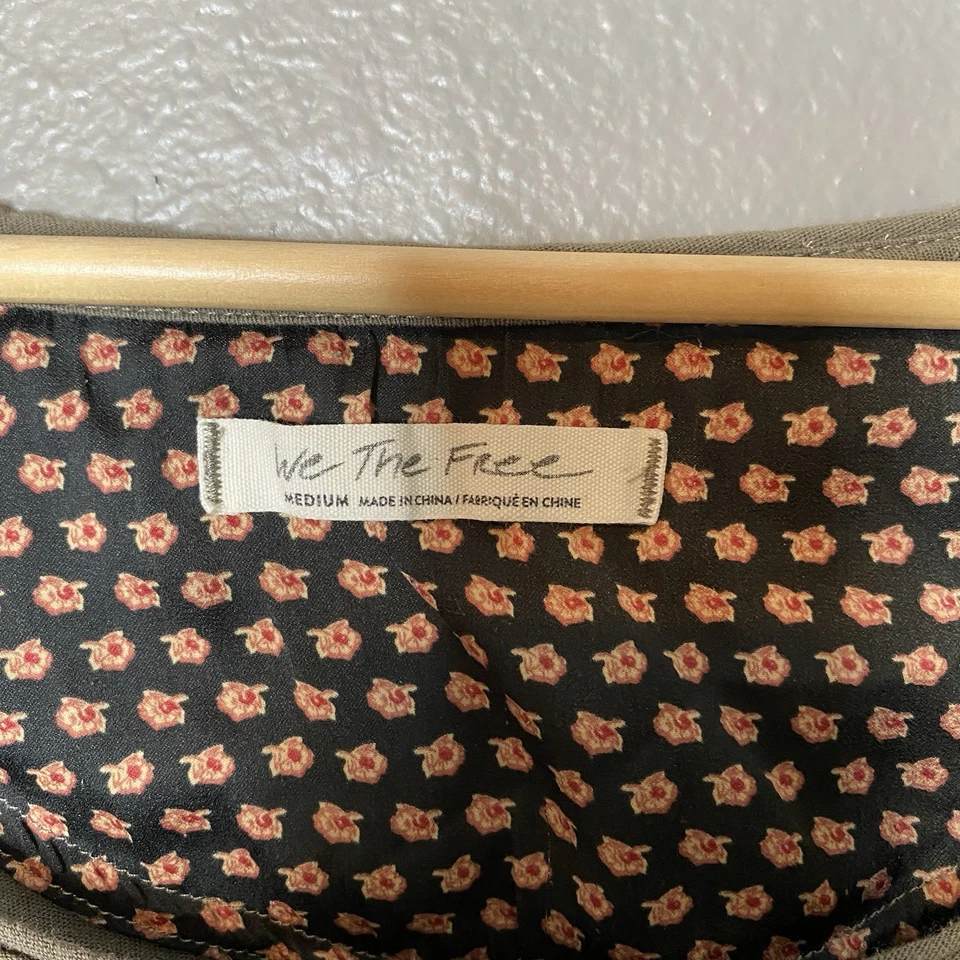 We The Free
MEDIUM MADE IN CHINA / FABRIQUÉ EN CHINE